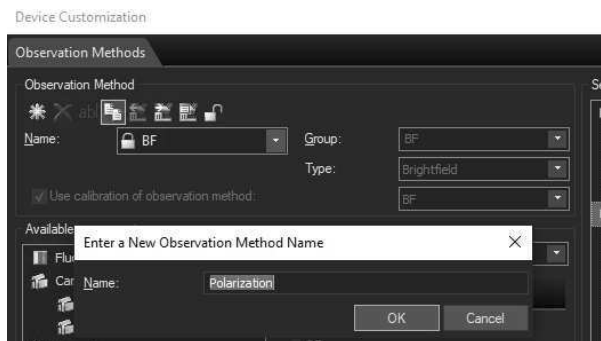 Device Customization
Observation Methods
Observation Method
abl
Name: BF Group: BF
Type: Brightfield
Use calibration of observation method: BF
Available
Enter a New Observation Method Name
Name: Polarization
OK Cancel